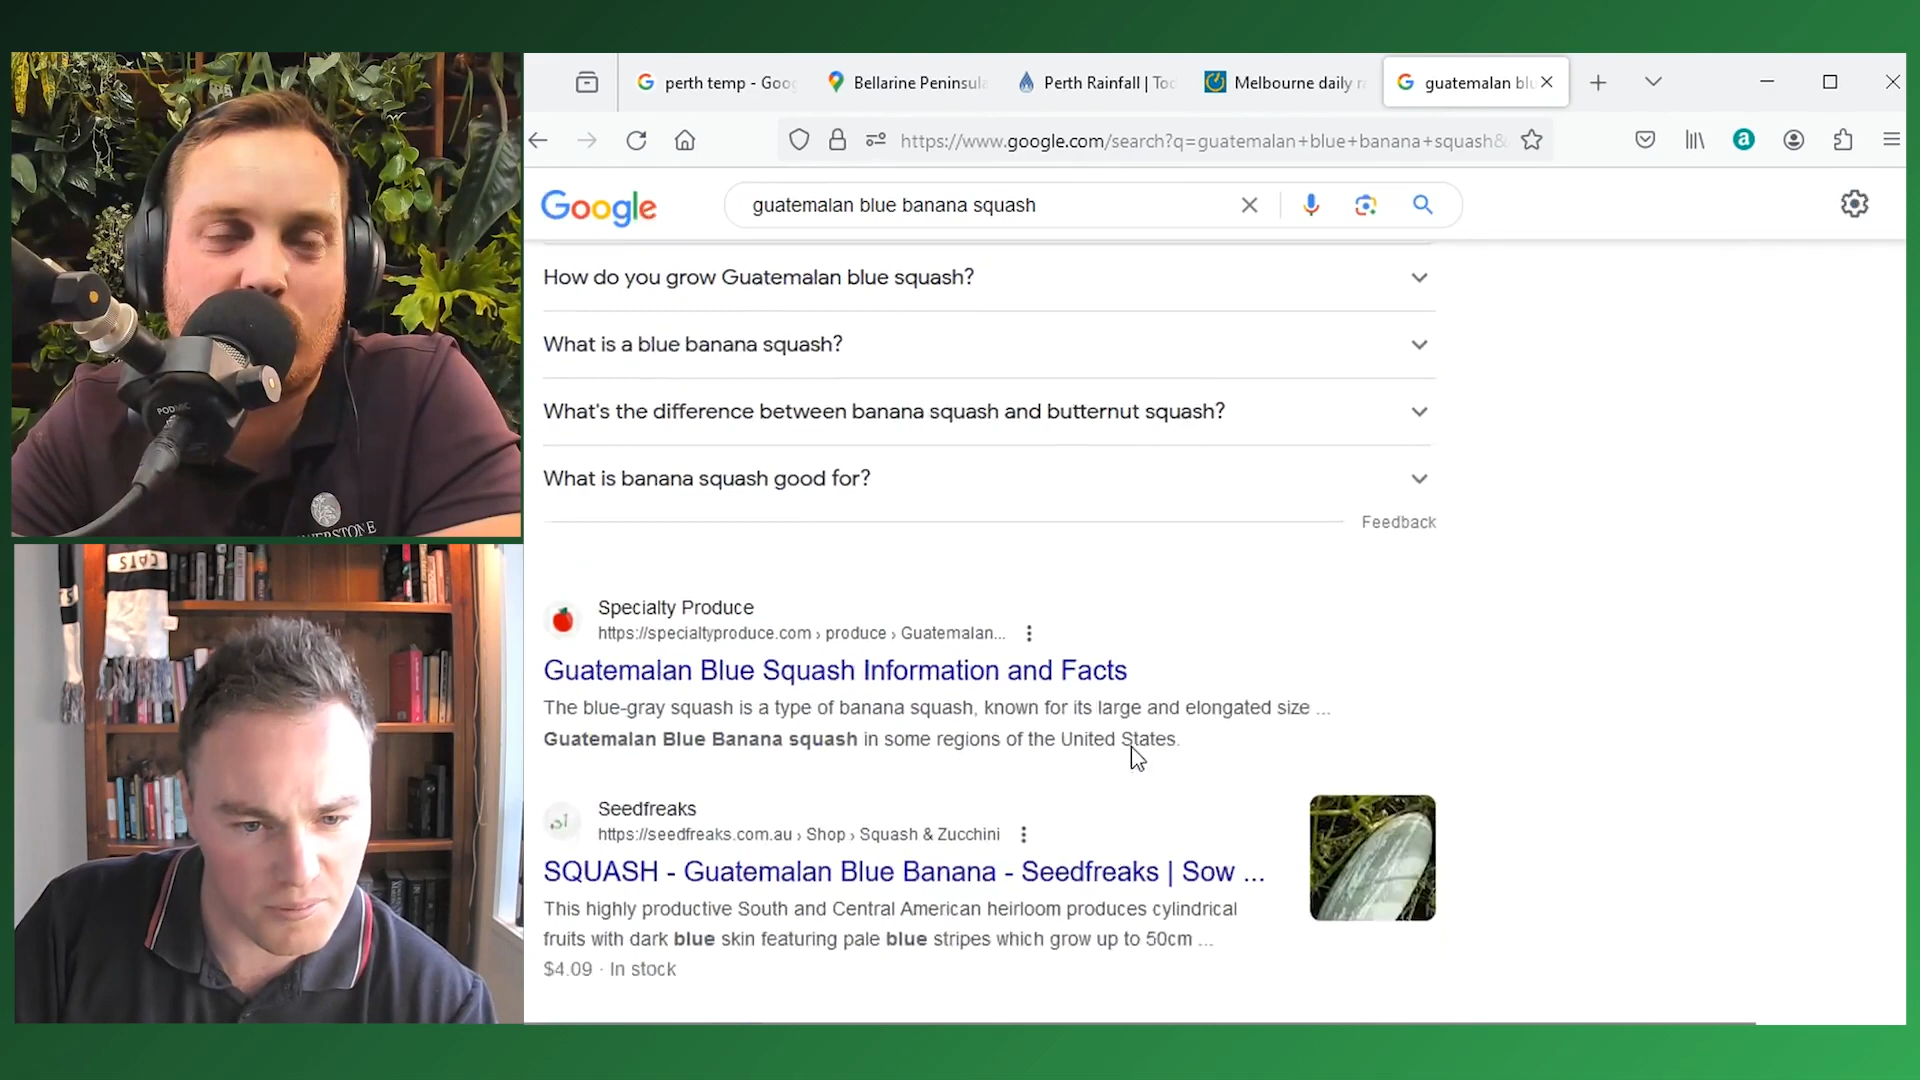 perth temp - Goo
Bellarine Peninsula
Perth Rainfall | To
Melbourne daily r
guatemalan blu
https://www.google.com/search?q=guatemalan+blue+banana+squash&
Google
guatemalan blue banana squash
How do you grow Guatemalan blue squash?
What is a blue banana squash?
What's the difference between banana squash and butternut squash?
What is banana squash good for?
Feedback
Specialty Produce
https://specialtyproduce.com › produce › Guatemalan...
Guatemalan Blue Squash Information and Facts
The blue-gray squash is a type of banana squash, known for its large and elongated size ...
Guatemalan Blue Banana squash in some regions of the United States.
Seedfreaks
https://seedfreaks.com.au › Shop › Squash & Zucchini
SQUASH - Guatemalan Blue Banana - Seedfreaks | Sow ...
This highly productive South and Central American heirloom produces cylindrical
fruits with dark blue skin featuring pale blue stripes which grow up to 50cm ...
$4.09 · In stock
PODMIC
CATS